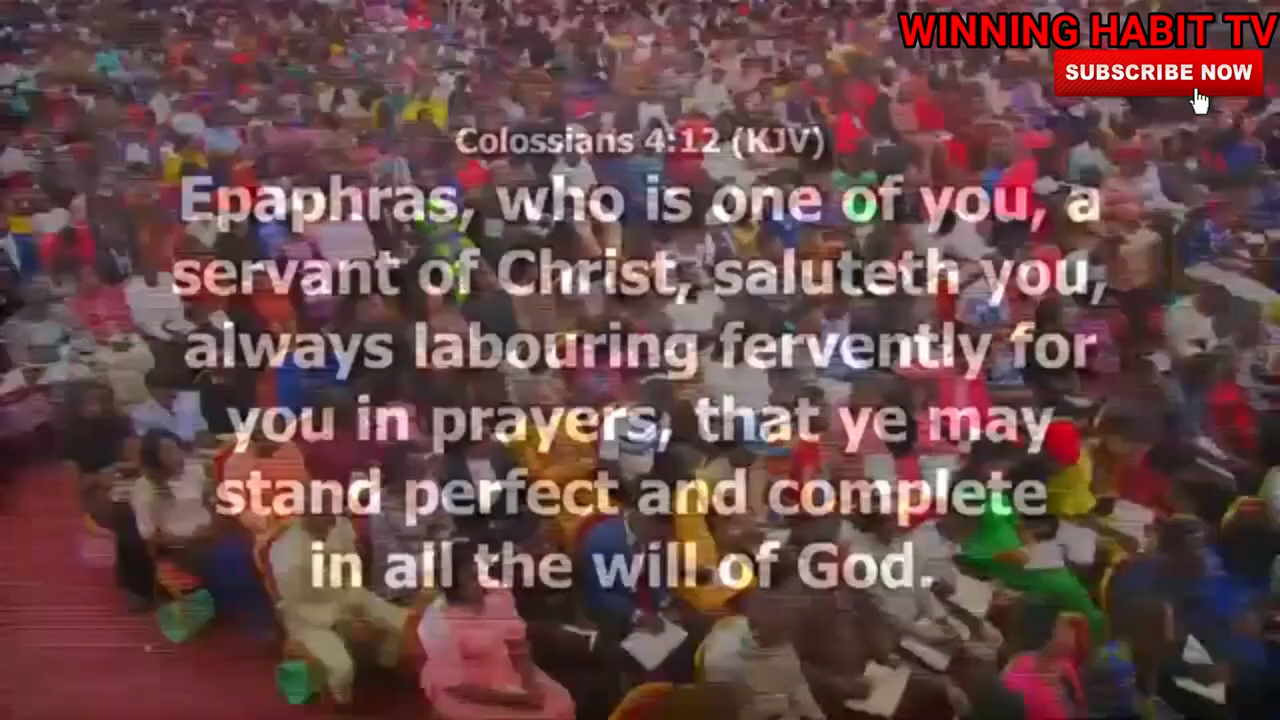 WINNING HABIT TV
SUBSCRIBE NOW
Colossians 4:12 (KJV)
Epaphras, who is one of you, a
servant of Christ, saluteth you,
always labouring fervently for
you in prayers, that ye may
stand perfect and complete
in all the will of God.